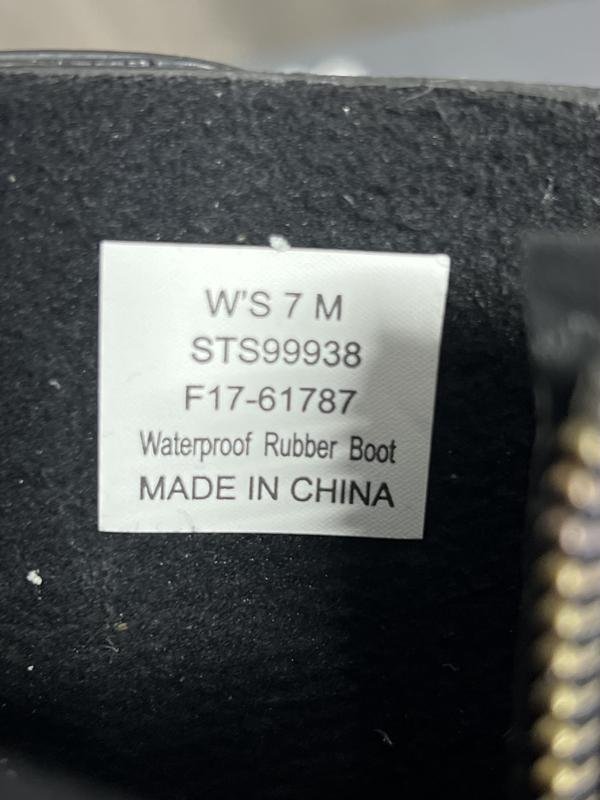 W'S 7 M
STS99938
F17-61787
Waterproof Rubber Boot
MADE IN CHINA